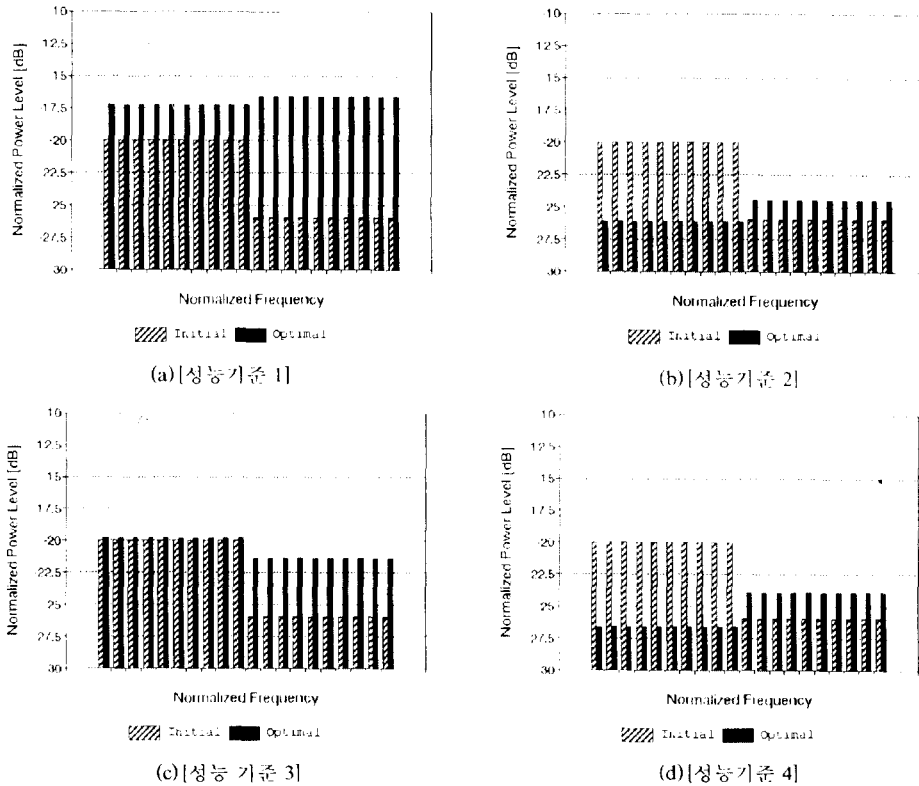 Normalized Power Level [dB]
10
12.5
15
-17.5
-20
22.5
25
-27.5
30
Normalized Frequency
Initial Optimal
(a)[성능기준 1]
Normalized Power Level [dB]
10
12.5
15
17.5
-20
22.5
25
27.5
30
Normalized Frequency
Initial Optimal
(b)[성능기준 2]
Normalized Power Level [dB]
10
12.5
15
17.5
-20
22.5
25
27.5
30
Normalized Frequency
Initial Optimal
(c)[성능 기준 3]
Normalized Power Level [dB]
10
12.5
15
17.5
-20
22.5
25
27.5
30
Normalized Frequency
Initial Optimal
(d)[성능기준 4]